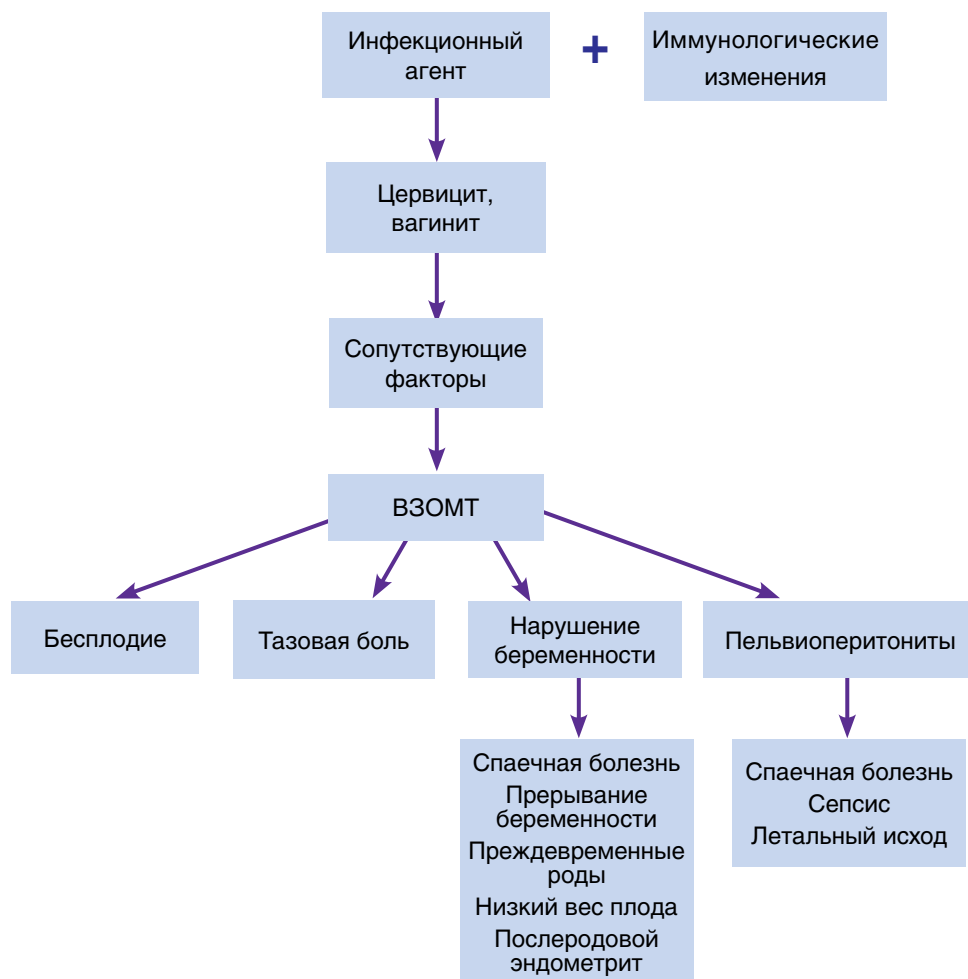 Инфекционный
агент
+
Иммунологические
изменения
Цервицит,
вагинит
Сопутствующие
факторы
ВЗОМТ
Бесплодие
Тазовая боль
Нарушение
беременности
Пельвиоперитониты
Спаечная болезнь
Прерывание
беременности
Преждевременные
роды
Низкий вес плода
Послеродовой
эндометрит
Спаечная болезнь
Сепсис
Летальный исход